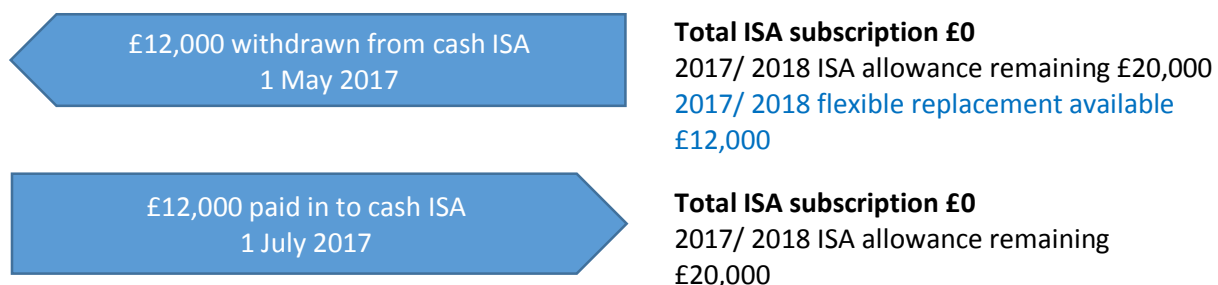 £12,000 withdrawn from cash ISA
1 May 2017
Total ISA subscription £0
2017/ 2018 ISA allowance remaining £20,000
2017/ 2018 flexible replacement available
£12,000
£12,000 paid in to cash ISA
1 July 2017
Total ISA subscription £0
2017/ 2018 ISA allowance remaining
£20,000